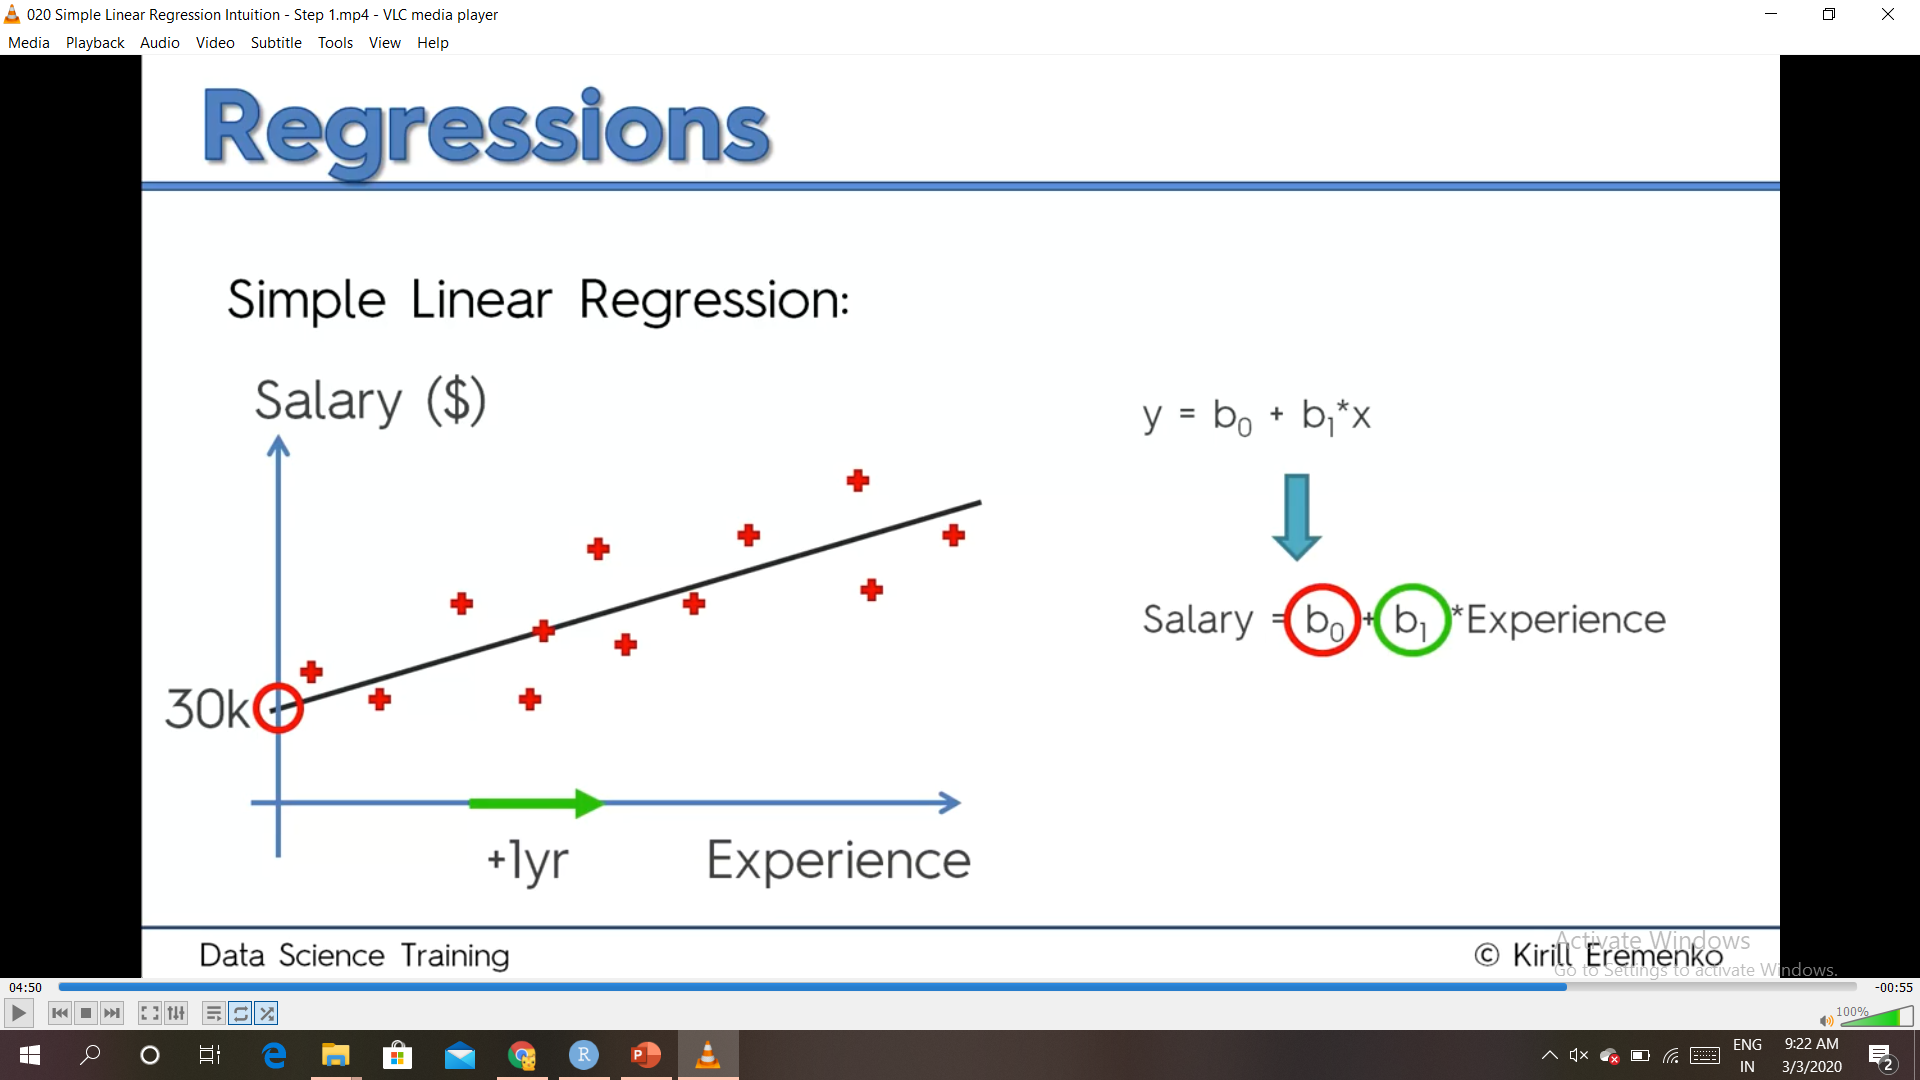 020 Simple Linear Regression Intuition - Step 1.mp4 - VLC media player
Media Playback Audio Video Subtitle Tools View Help
Regressions
Simple Linear Regression:
Salary ($)
y = b₀ + b₁*x
Salary = b₀ + b₁ *Experience
30k
+1yr
Experience
Data Science Training
© Kirill Eremenko
Activate Windows
Go to Settings to activate Windows.
04:50
-00:55
100%
ENG
IN
9:22 AM
3/3/2020
2